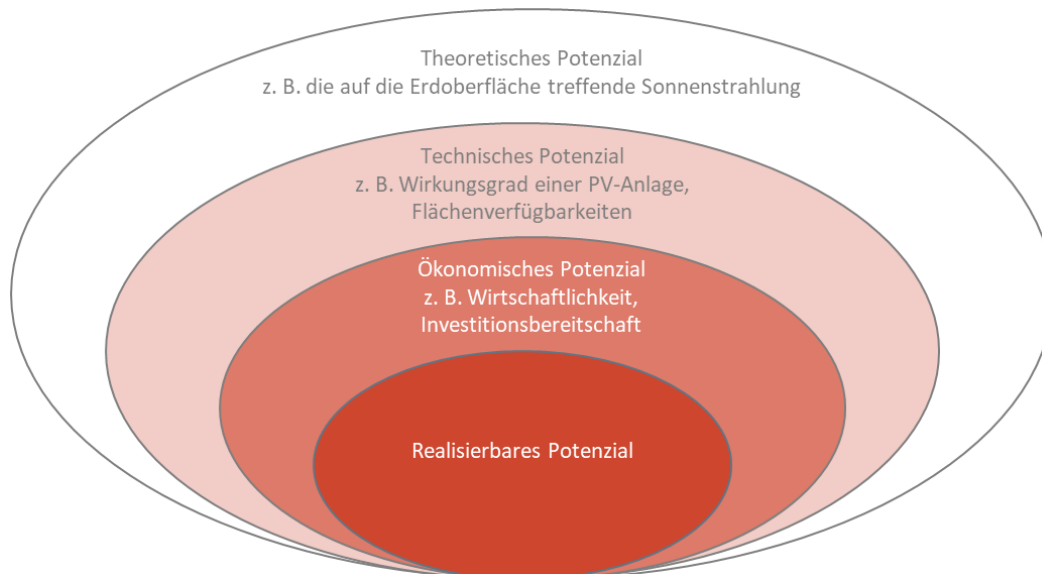 Theoretisches Potenzial
z. B. die auf die Erdoberfläche treffende Sonnenstrahlung
Technisches Potenzial
z. B. Wirkungsgrad einer PV-Anlage,
Flächenverfügbarkeiten
Ökonomisches Potenzial
z. B. Wirtschaftlichkeit,
Investitionsbereitschaft
Realisierbares Potenzial